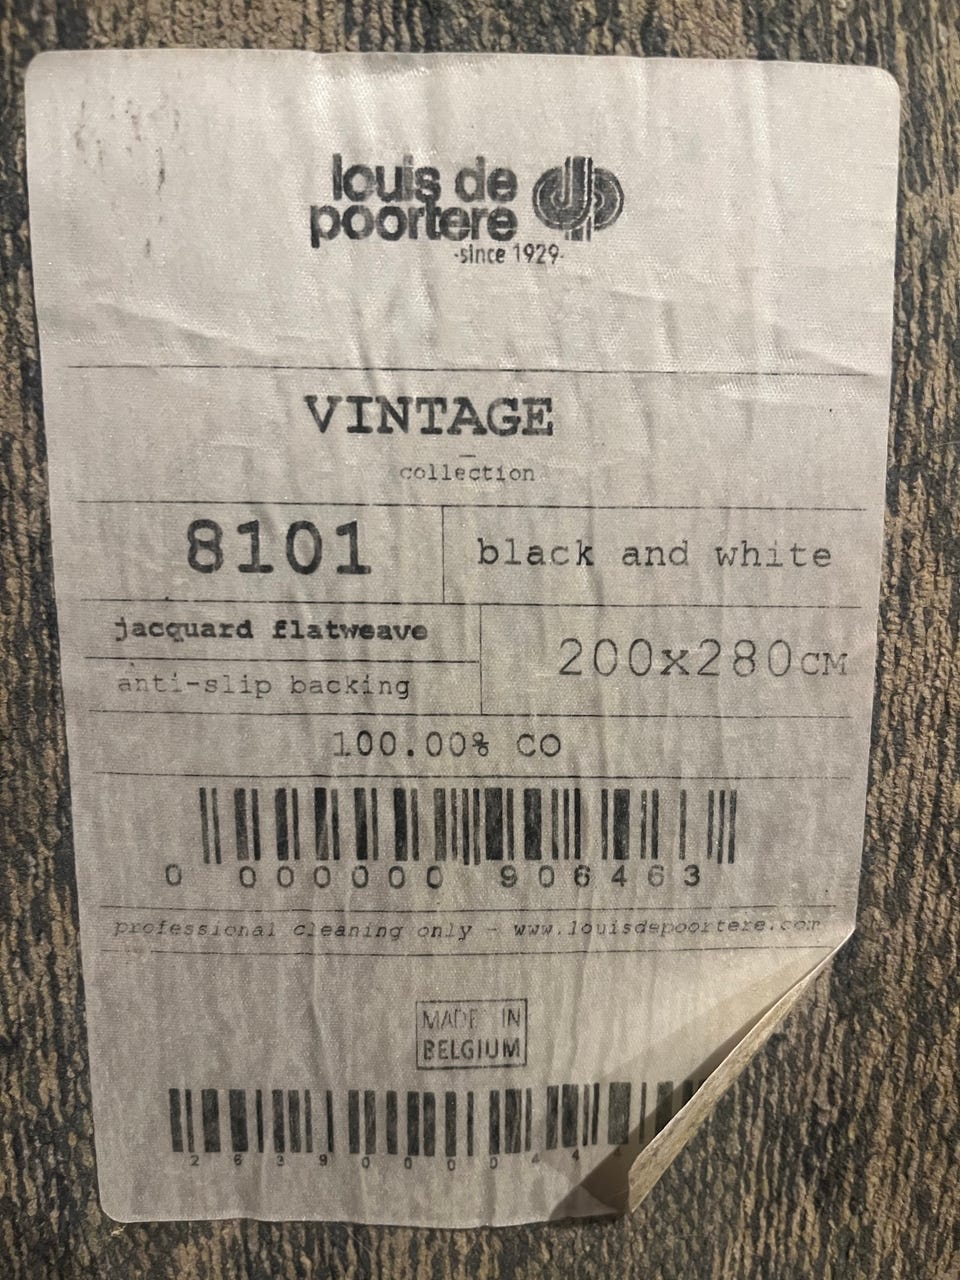 louis de
poortere
-since 1929-
VINTAGE
collection
8101
black and white
jacquard flatweave
anti-slip backing
200x280CM
100.00% CO
0 000000 906463
professional cleaning only - www.louisdepoortere.com
MADE IN
BELGIUM
2639000044